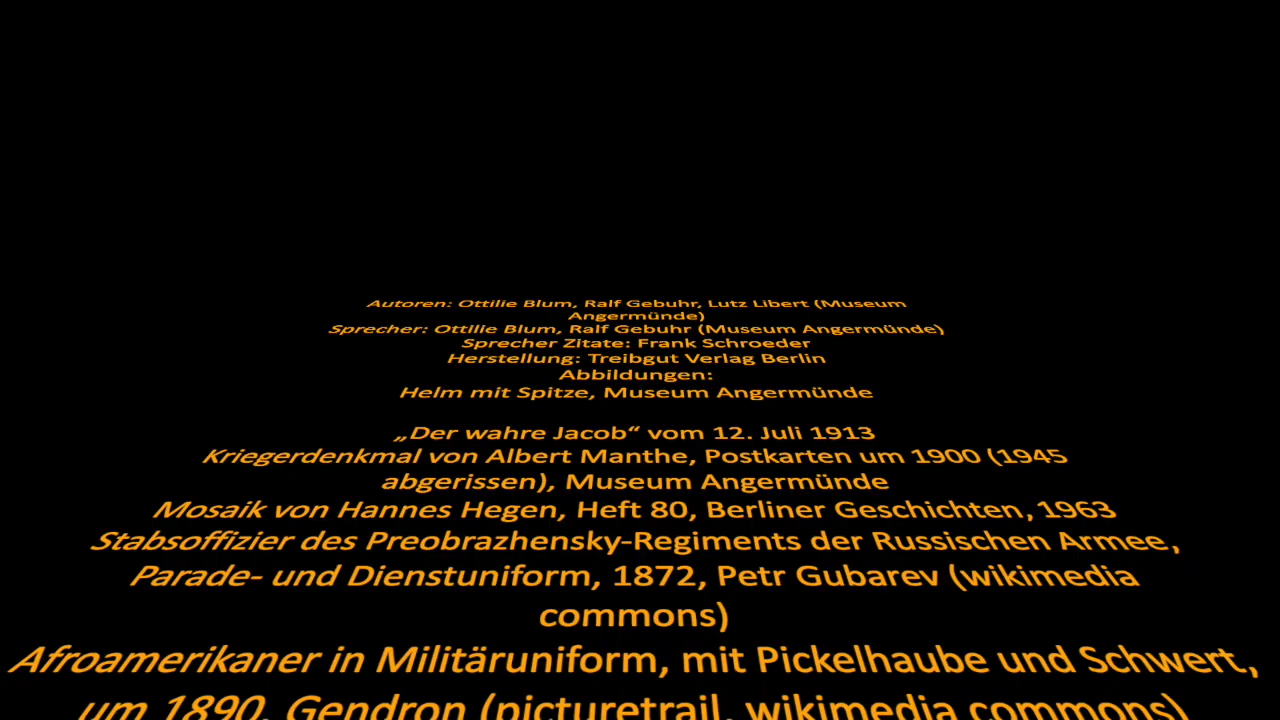 Autoren: Ottilie Blum, Ralf Gebuhr, Lutz Libert (Museum
Angermünde)
Sprecher: Ottilie Blum, Ralf Gebuhr (Museum Angermünde)
Sprecher Zitate: Frank Schroeder
Herstellung: Treibgut Verlag Berlin
Abbildungen:
Helm mit Spitze, Museum Angermünde
„Der wahre Jacob“ vom 12. Juli 1913
Kriegerdenkmal von Albert Manthe, Postkarten um 1900 (1945
abgerissen), Museum Angermünde
Mosaik von Hannes Hegen, Heft 80, Berliner Geschichten, 1963
Stabsoffizier des Preobrazhensky-Regiments der Russischen Armee,
Parade- und Dienstuniform, 1872, Petr Gubarev (wikimedia
commons)
Afroamerikaner in Militäruniform, mit Pickelhaube und Schwert,
um 1890, Gendron (picturetrail, wikimedia commons)